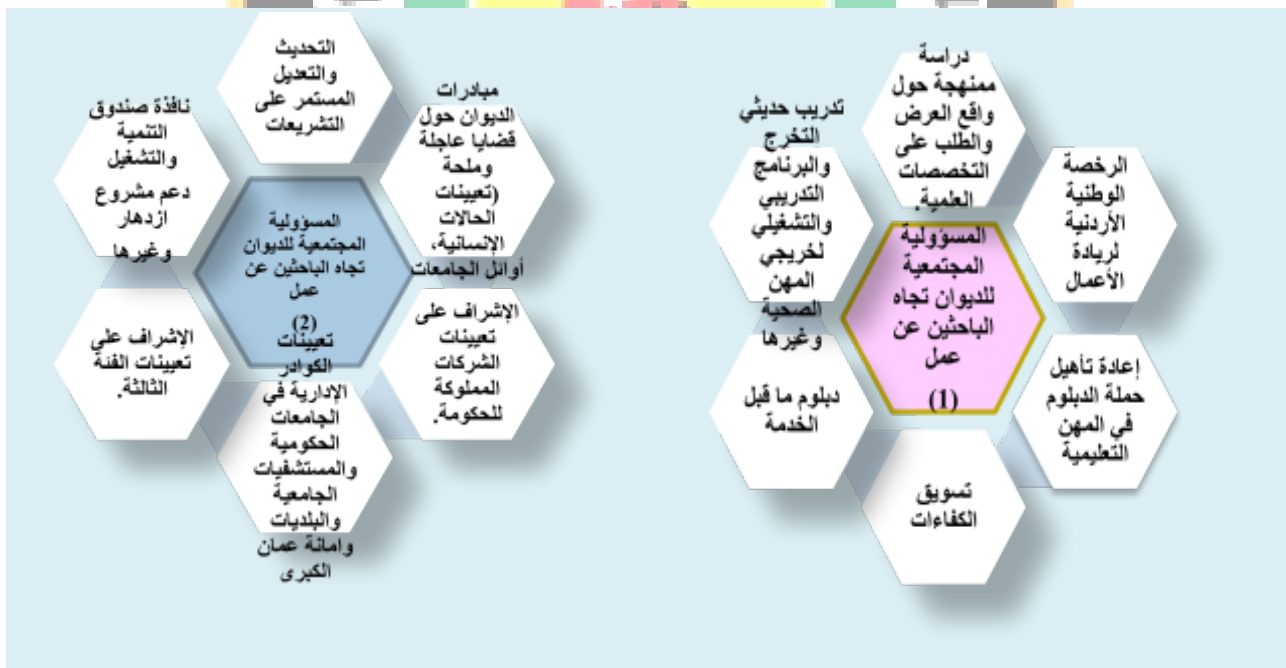 دراسة
ممنهجة حول
واقع العرض
والطلب على
التخصصات
العلمية.
الرخصة
الوطنية
الأردنية
لريادة
الأعمال
إعادة تأهيل
حملة الدبلوم
في المهن
التعليمية
تسويق
الكفاءات
دبلوم ما قبل
الخدمة
تدريب حديثي
التخرج
والبرنامج
التدريبي
والتشغيلي
لخريجي
المهن
الصحية
وغيرها
المسؤولية
المجتمعية
للديوان تجاه
الباحثين عن
عمل
(1)
التحديث
والتعديل
المستمر على
التشريعات
مبادرات
الديوان حول
قضايا عاجلة
وملحة
(تعيينات
الحالات
الإنسانية،
أوائل الجامعات
الإشراف على
تعيينات
الشركات
المملوكة
للحكومة.
تعيينات
الكوادر
الإدارية في
الجامعات
الحكومية
والمستشفيات
الجامعية
والبلديات
وامانة عمان
الكبرى
الإشراف على
تعيينات الفئة
الثالثة.
نافذة صندوق
التنمية
والتشغيل
دعم مشروع
ازدهار
وغيرها
المسؤولية
المجتمعية للديوان
تجاه الباحثين عن
عمل
(2)